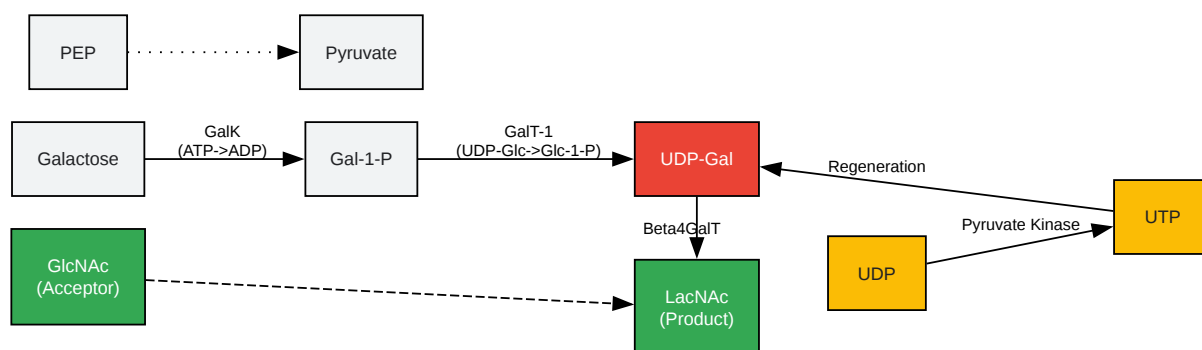 PEP
Pyruvate
Galactose
GalK
(ATP->ADP)
Gal-1-P
GalT-1
(UDP-Glc->Glc-1-P)
UDP-Gal
Regeneration
UTP
Pyruvate Kinase
UDP
Beta4GalT
GlcNAc
(Acceptor)
LacNAc
(Product)